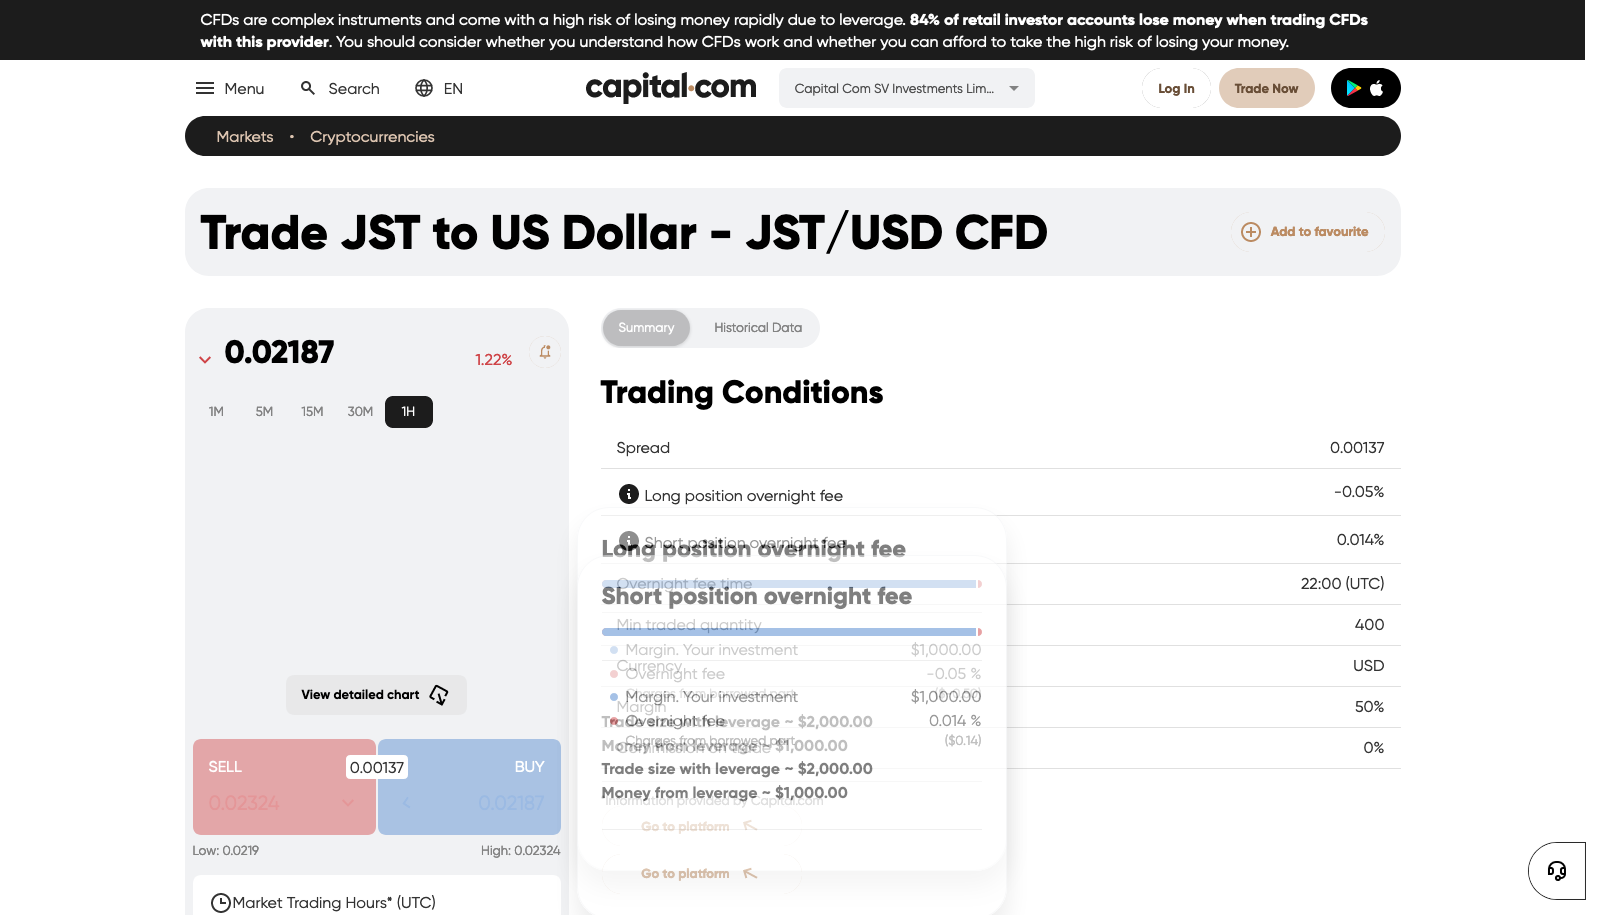 CFDs are complex instruments and come with a high risk of losing money rapidly due to leverage. 84% of retail investor accounts lose money when trading CFDs
with this provider. You should consider whether you understand how CFDs work and whether you can afford to take the high risk of losing your money.
Menu Search EN capital.com Capital Com SV Investments Lim... Log In Trade Now
Markets • Cryptocurrencies
Trade JST to US Dollar - JST/USD CFD
Add to favourite
0.02187 1.22%
1M 5M 15M 30M 1H
View detailed chart
SELL 0.00137 BUY
0.02324 0.02187
Low: 0.0219 High: 0.02324
Market Trading Hours* (UTC)
Summary Historical Data
Trading Conditions
Spread 0.00137
Long position overnight fee -0.05%
Short position overnight fee 0.014%
Overnight fee time 22:00 (UTC)
Min traded quantity 400
Currency USD
Margin 50%
Commission on trade 0%
Information provided by Capital.com
Long position overnight fee
Margin. Your investment $1,000.00
Overnight fee -0.05 %
Charges from borrowed part
Trade size with leverage ~ $2,000.00
Money from leverage ~ $1,000.00
Go to platform
Short position overnight fee
Margin. Your investment $1,000.00
Overnight fee 0.014 %
Charges from borrowed part ($0.14)
Trade size with leverage ~ $2,000.00
Money from leverage ~ $1,000.00
Go to platform